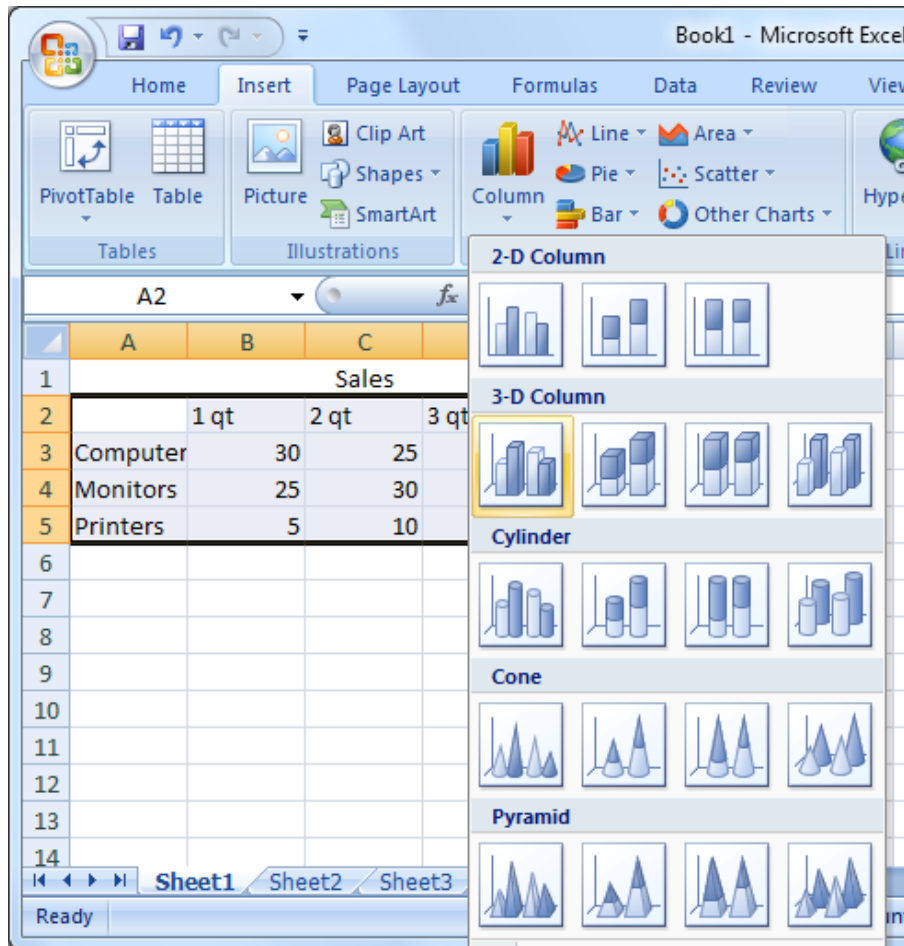 Book1 - Microsoft Excel
Home Insert Page Layout Formulas Data Review View
PivotTable Table Picture Clip Art Shapes SmartArt
Column Line Pie Bar Area Scatter Other Charts
Tables Illustrations
A2 fx
2-D Column
A B C
1 Sales
3-D Column
2 1 qt 2 qt 3 qt
3 Computer 30 25
4 Monitors 25 30
5 Printers 5 10
Cylinder
6
7
8
9
Cone
10
11
12
13
Pyramid
14
Sheet1 Sheet2 Sheet3
Ready